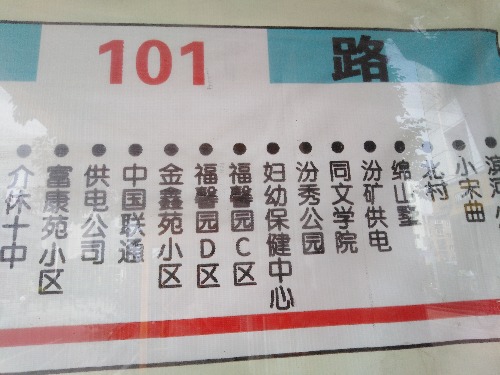 101 路
介休十中
富康苑小区
供电公司
中国联通
金鑫苑小区
福馨园D区
福馨园C区
妇幼保健中心
汾秀公园
同文学院
汾矿供电
绵山墅
北村
小宋曲